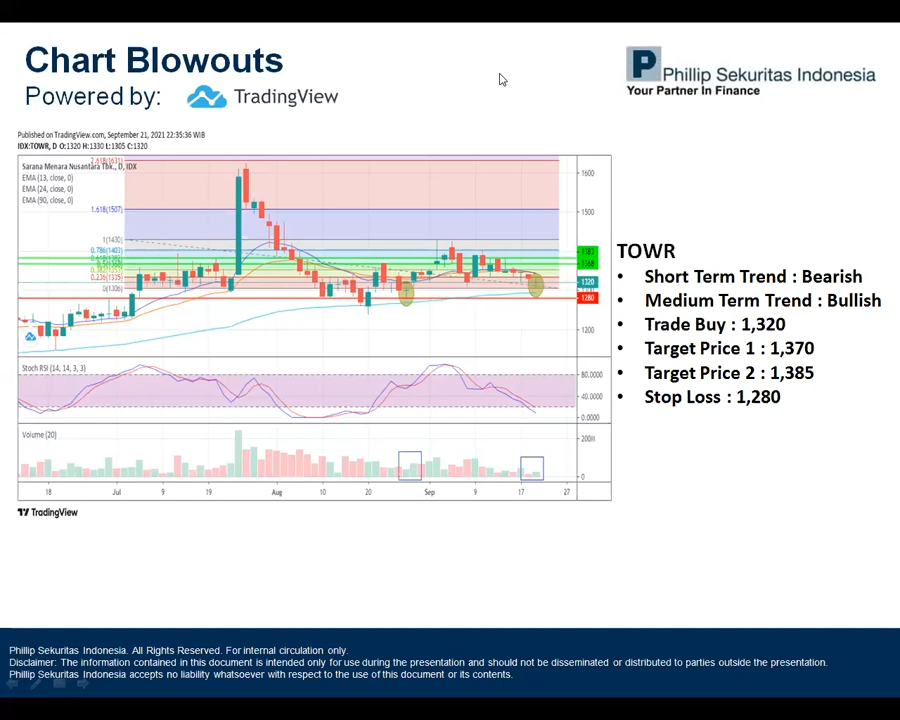 Chart Blowouts
Powered by: TradingView
P Phillip Sekuritas Indonesia
Your Partner In Finance
Published on TradingView.com, September 21, 2021 22:35:36 WIB
IDX:TOWR, D O:1320 H:1330 L:1305 C:1320
Sarana Menara Nusantara Tbk., D, IDX
EMA (13, close, 0)
EMA (24, close, 0)
EMA (90, close, 0)
2.618(1631)
1.618(1507)
1(1430)
0.786(1403)
0.236(1335)
0(1306)
1600
1500
1383
1368
1320
1280
1200
TOWR
• Short Term Trend : Bearish
• Medium Term Trend : Bullish
• Trade Buy : 1,320
• Target Price 1 : 1,370
• Target Price 2 : 1,385
• Stop Loss : 1,280
Stoch RSI (14, 14, 3, 3)
80.0000
40.0000
0.0000
Volume (20)
200M
0
18 Jul 9 19 Aug 10 20 Sep 9 17 27
TradingView
Phillip Sekuritas Indonesia. All Rights Reserved. For internal circulation only.
Disclaimer: The information contained in this document is intended only for use during the presentation and should not be disseminated or distributed to parties outside the presentation.
Phillip Sekuritas Indonesia accepts no liability whatsoever with respect to the use of this document or its contents.